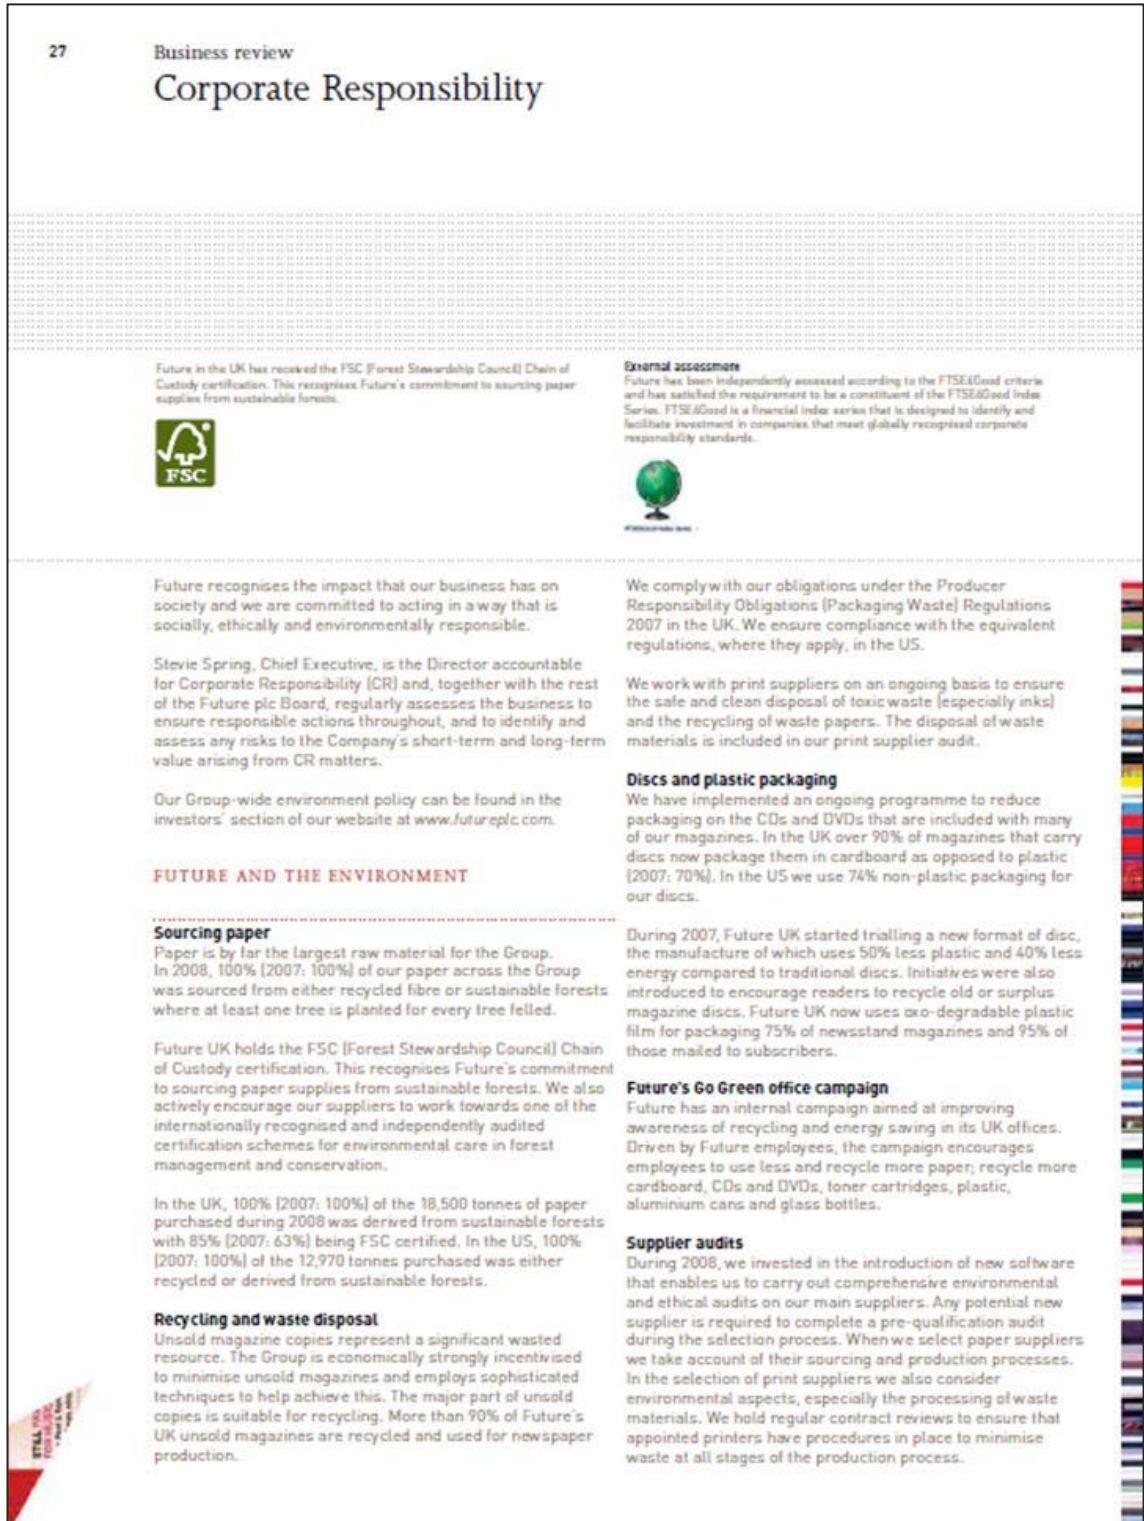 27
Business review
Corporate Responsibility
Future in the UK has received the FSC (Forest Stewardship Council) Chain of
Custody certification. This recognises Future's commitment to sourcing paper
supplies from sustainable forests.
FSC
External assessment
Future has been independently assessed according to the FTSE4Good criteria
and has satisfied the requirement to be a constituent of the FTSE4Good Index
Series. FTSE4Good is a financial index series that is designed to identify and
facilitate investment in companies that meet globally recognised corporate
responsibility standards.
Future recognises the impact that our business has on
society and we are committed to acting in a way that is
socially, ethically and environmentally responsible.
Stevie Spring, Chief Executive, is the Director accountable
for Corporate Responsibility (CR) and, together with the rest
of the Future plc Board, regularly assesses the business to
ensure responsible actions throughout, and to identify and
assess any risks to the Company's short-term and long-term
value arising from CR matters.
Our Group-wide environment policy can be found in the
investors' section of our website at www.futureplc.com.
FUTURE AND THE ENVIRONMENT
Sourcing paper
Paper is by far the largest raw material for the Group.
In 2008, 100% (2007: 100%) of our paper across the Group
was sourced from either recycled fibre or sustainable forests
where at least one tree is planted for every tree felled.
Future UK holds the FSC (Forest Stewardship Council) Chain
of Custody certification. This recognises Future's commitment
to sourcing paper supplies from sustainable forests. We also
actively encourage our suppliers to work towards one of the
internationally recognised and independently audited
certification schemes for environmental care in forest
management and conservation.
In the UK, 100% (2007: 100%) of the 18,500 tonnes of paper
purchased during 2008 was derived from sustainable forests
with 85% (2007: 63%) being FSC certified. In the US, 100%
(2007: 100%) of the 12,970 tonnes purchased was either
recycled or derived from sustainable forests.
Recycling and waste disposal
Unsold magazine copies represent a significant wasted
resource. The Group is economically strongly incentivised
to minimise unsold magazines and employs sophisticated
techniques to help achieve this. The major part of unsold
copies is suitable for recycling. More than 90% of Future's
UK unsold magazines are recycled and used for newspaper
production.
We comply with our obligations under the Producer
Responsibility Obligations (Packaging Waste) Regulations
2007 in the UK. We ensure compliance with the equivalent
regulations, where they apply, in the US.
We work with print suppliers on an ongoing basis to ensure
the safe and clean disposal of toxic waste (especially inks)
and the recycling of waste papers. The disposal of waste
materials is included in our print supplier audit.
Discs and plastic packaging
We have implemented an ongoing programme to reduce
packaging on the CDs and DVDs that are included with many
of our magazines. In the UK over 90% of magazines that carry
discs now package them in cardboard as opposed to plastic
(2007: 70%). In the US we use 74% non-plastic packaging for
our discs.
During 2007, Future UK started trialling a new format of disc,
the manufacture of which uses 50% less plastic and 40% less
energy compared to traditional discs. Initiatives were also
introduced to encourage readers to recycle old or surplus
magazine discs. Future UK now uses oxo-degradable plastic
film for packaging 75% of newsstand magazines and 95% of
those mailed to subscribers.
Future's Go Green office campaign
Future has an internal campaign aimed at improving
awareness of recycling and energy saving in its UK offices.
Driven by Future employees, the campaign encourages
employees to use less and recycle more paper; recycle more
cardboard, CDs and DVDs, toner cartridges, plastic,
aluminium cans and glass bottles.
Supplier audits
During 2008, we invested in the introduction of new software
that enables us to carry out comprehensive environmental
and ethical audits on our main suppliers. Any potential new
supplier is required to complete a pre-qualification audit
during the selection process. When we select paper suppliers
we take account of their sourcing and production processes.
In the selection of print suppliers we also consider
environmental aspects, especially the processing of waste
materials. We hold regular contract reviews to ensure that
appointed printers have procedures in place to minimise
waste at all stages of the production process.